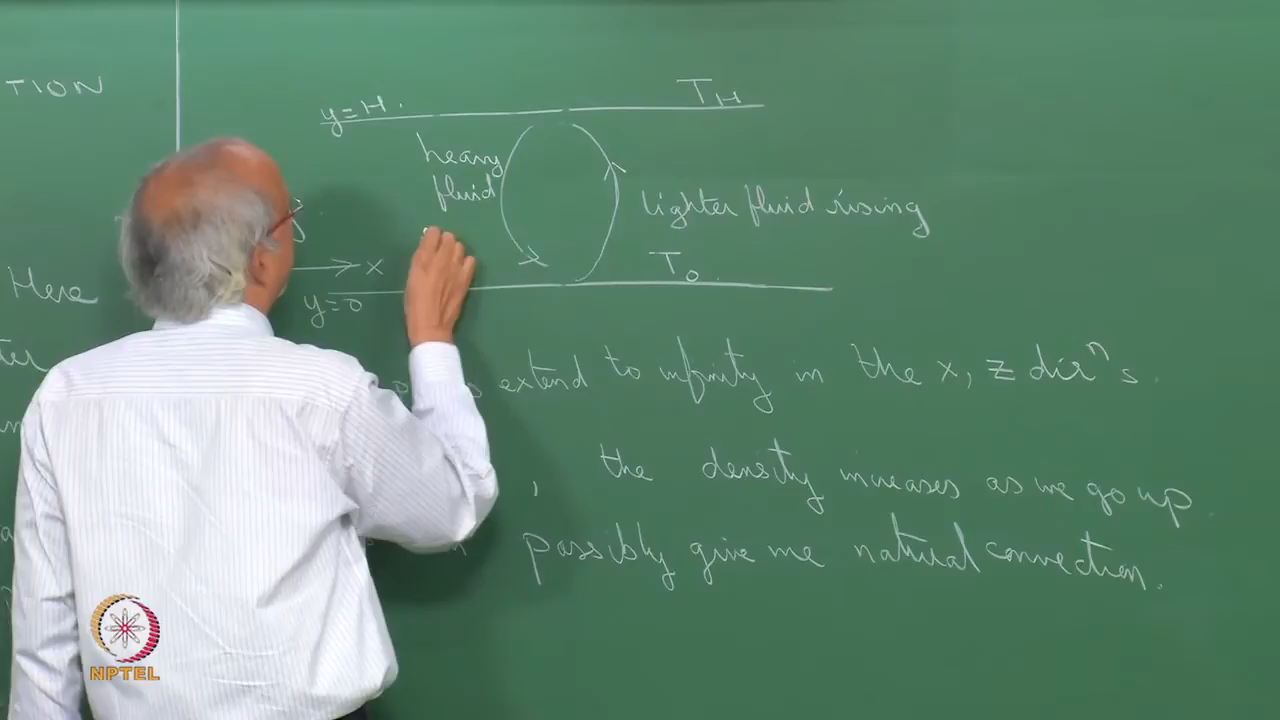 TION
y=H.
T_H
heavy
fluid
lighter fluid rising
x
T_0
y=0
Here
extend to infinity in the x, z dirⁿs.
, the density increases as we go up
possibly give me natural convection.
NPTEL